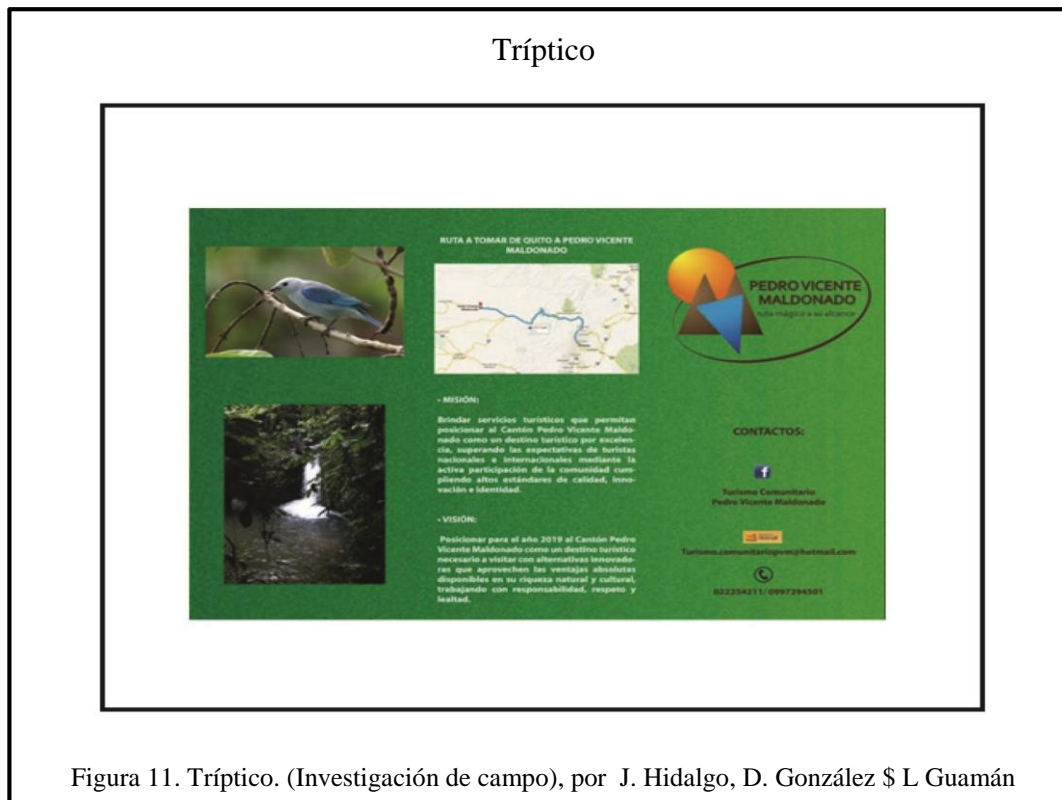 Tríptico
RUTA A TOMAR DE QUITO A PEDRO VICENTE
MALDONADO
- MISIÓN:
Brindar servicios turísticos que permitan
posicionar al Cantón Pedro Vicente Maldo-
nado como un destino turístico por excelen-
cia, superando las expectativas de turistas
nacionales e internacionales mediante la
activa participación de la comunidad cum-
pliendo altos estándares de calidad, inno-
vación e identidad.
- VISIÓN:
Posicionar para el año 2019 al Cantón Pedro
Vicente Maldonado como un destino turístico
necesario a visitar con alternativas innovado-
ras que aprovechen las ventajas absolutas
disponibles en su riqueza natural y cultural,
trabajando con responsabilidad, respeto y
lealtad.
PEDRO VICENTE
MALDONADO
ruta mágica a su alcance
CONTACTOS:
f
Turismo Comunitario
Pedro Vicente Maldonado
Turismo.comunitariopvm@hotmail.com
022254211/ 0997294501
Figura 11. Tríptico. (Investigación de campo), por J. Hidalgo, D. González $ L Guamán